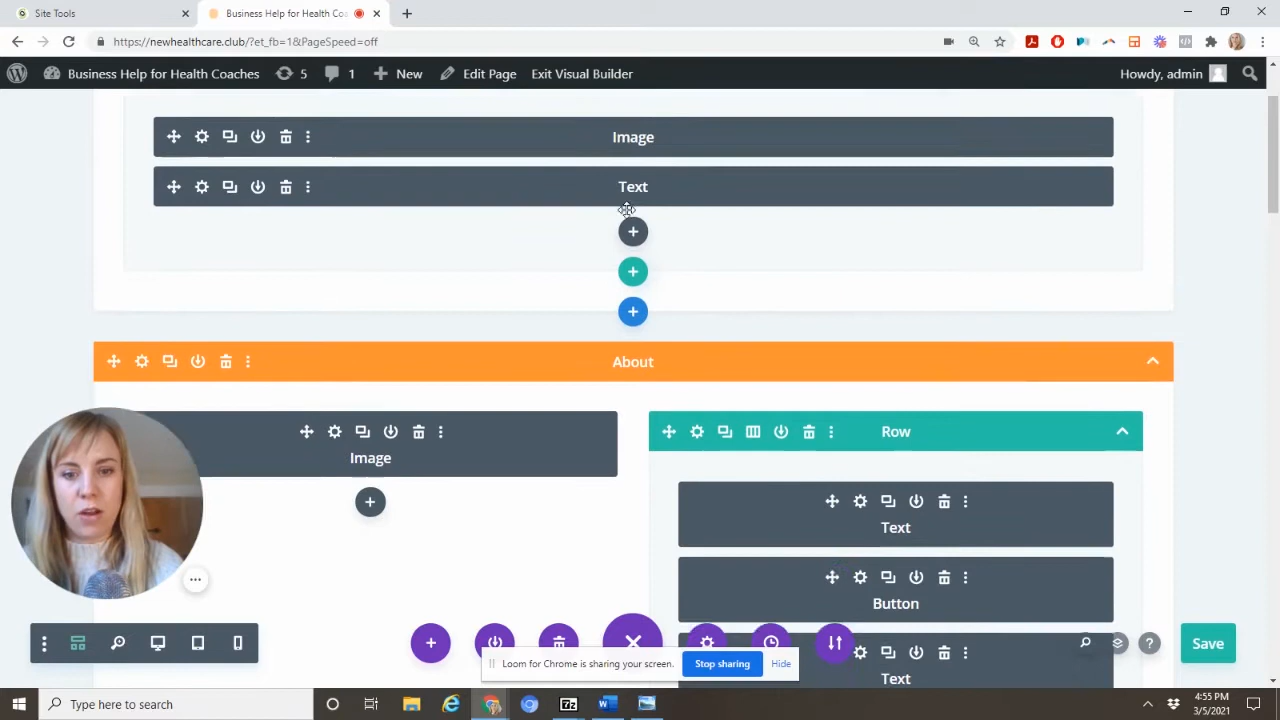 Site Tools
Business Help for Health Coa
https://newhealthcare.club/?et_fb=1&PageSpeed=off
Business Help for Health Coaches
5
1
New
Edit Page
Exit Visual Builder
Howdy, admin
Image
Text
About
Image
Row
Text
Button
Text
Save
Loom for Chrome is sharing your screen.
Stop sharing
Hide
Type here to search
4:55 PM
3/5/2021